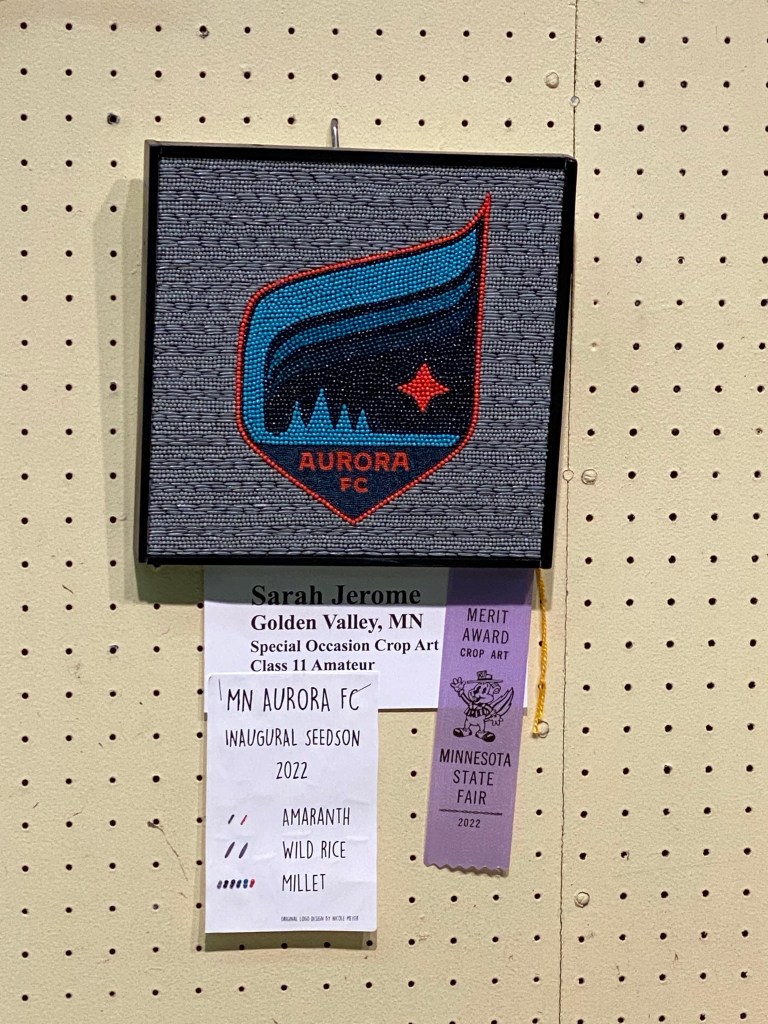 AURORA
FC
Sarah Jerome
Golden Valley, MN
Special Occasion Crop Art
Class 11 Amateur
MN AURORA FC
INAUGURAL SEEDSON
2022
AMARANTH
WILD RICE
MILLET
ORIGINAL LOGO DESIGN BY NICOLE MEYER
MERIT
AWARD
CROP ART
MINNESOTA
STATE
FAIR
2022